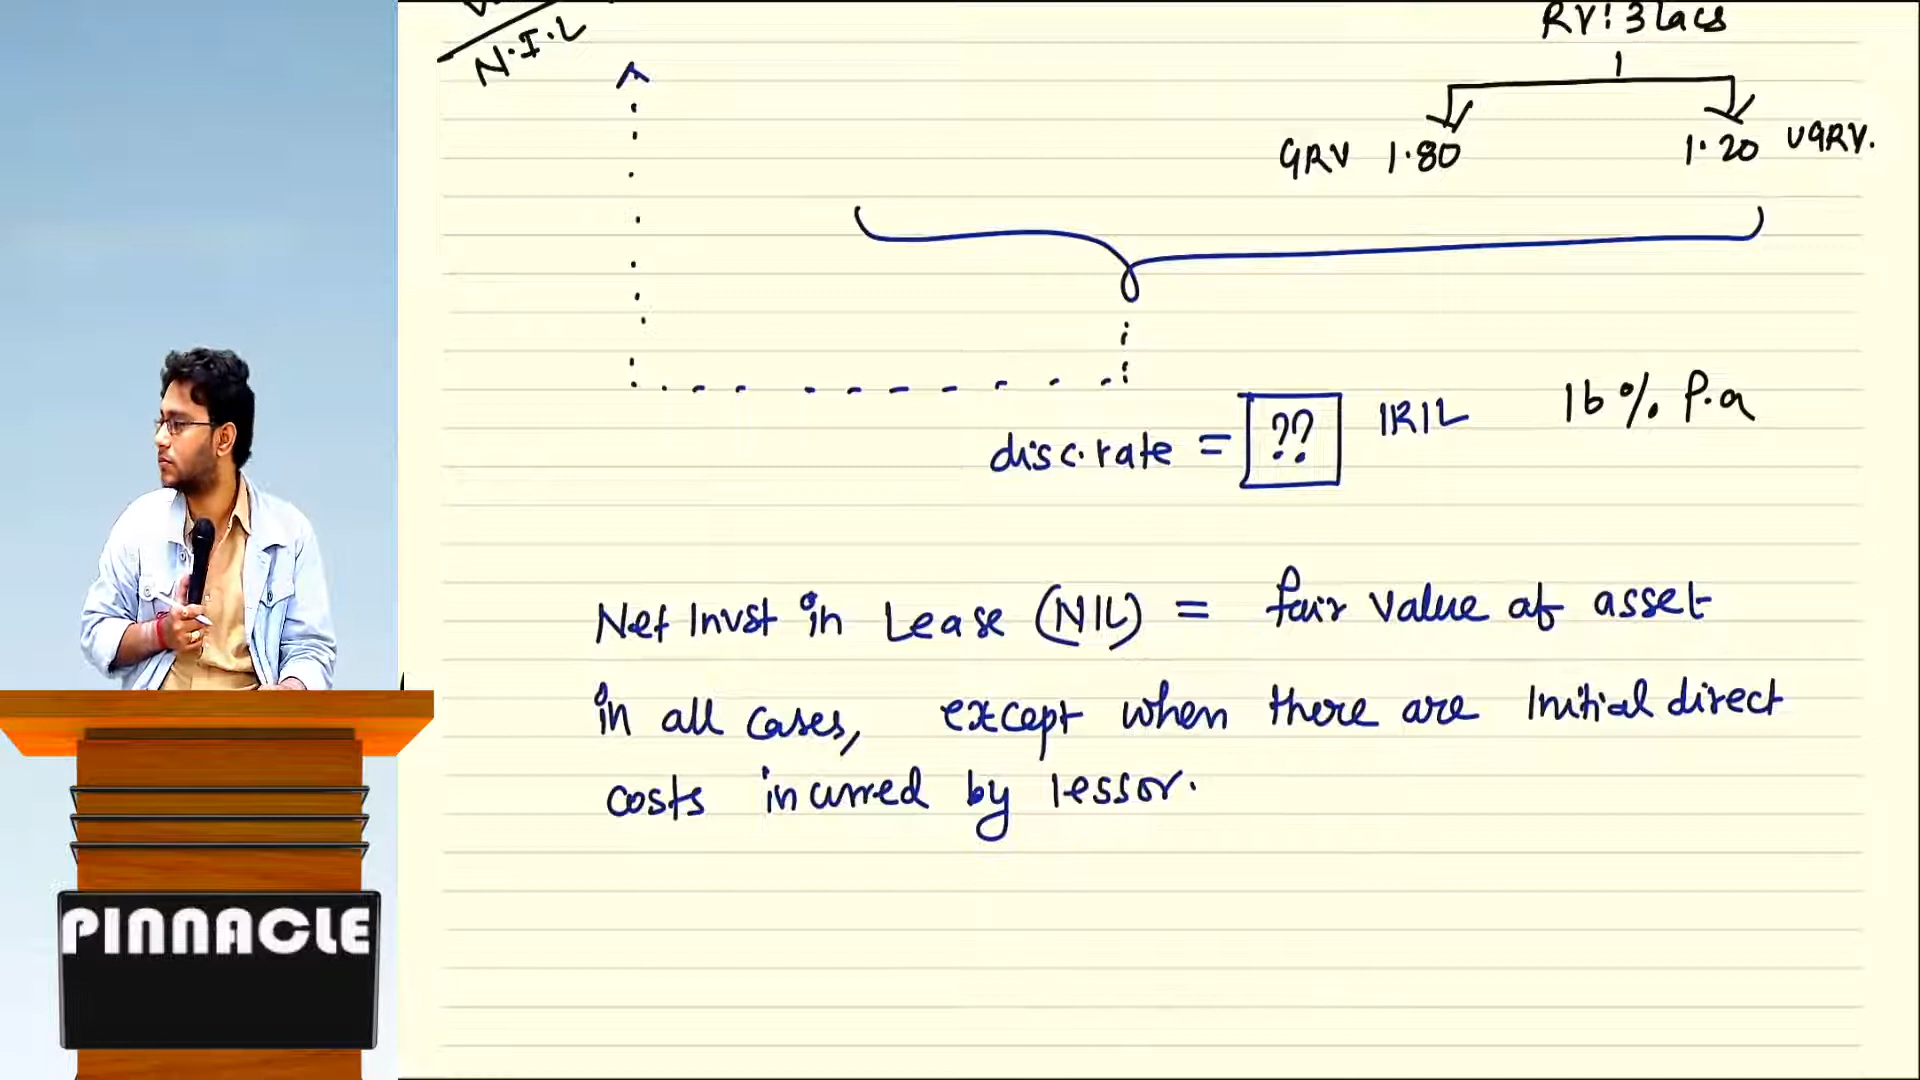 N.I.L
RV: 3 lacs
GRV 1.80
1.20 UGRV.
disc. rate = ?? IRIL 16% P.a
Net Invst in Lease (NIL) = fair value of asset
in all cases, except when there are Initial direct
costs incurred by lessor.
PINNACLE